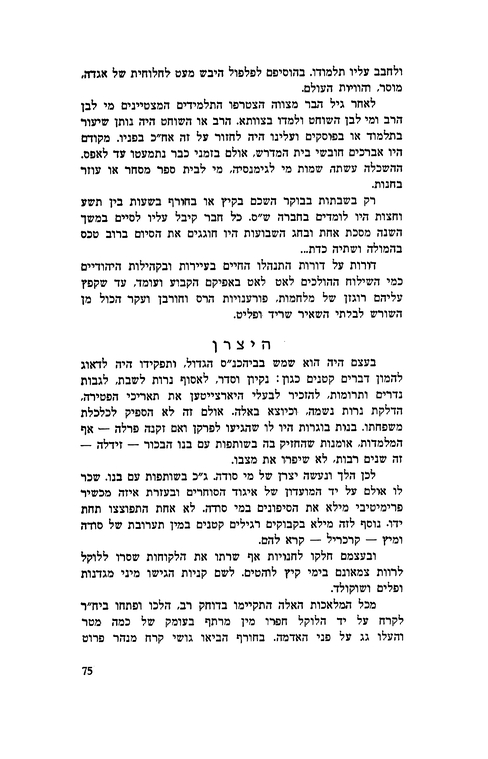 ולחבב עליו תלמודו. בהוסיפם לפלפול היבש מעט לחלוחית של אגדה,
מוסר, והוויות העולם.
לאחר גיל הבר מצווה הצטרפו התלמידים המצטיינים מי לבן
הרב ומי לבן השוחט ולמדו בצוותא. הרב או השוחט היה נותן שיעור
בתלמוד או בפוסקים ועלינו היה לחזור על זה אח״כ בפניו. מקודם
היו אברכים חובשי בית המדרש, אולם בזמני כבר נתמעטו עד לאפס.
ההשכלה עשתה שמות מי לגימנסיה, מי לבית ספר מסחר או עוזר
בחנות.
רק בשבתות בבוקר השכם בקיץ או בחורף בשעות בין תשע
וחצות היו לומדים בחברה ש״ס. כל חבר קיבל עליו לסיים במשך
השנה מסכת אחת ובחג השבועות היו חוגגים את הסיום ברוב טכס
בהמולה ושתיה כדת...
דורות על דורות התנהלו החיים בעיירות ובקהילות היהודיים
כמי השילוח ההולכים לאט לאט באפיקם הקבוע ועומד, עד שקפץ
עליהם רוגזן של מלחמות, פורענויות הרס וחורבן ועקר הכול מן
השורש לבלתי השאיר שריד ופליט.
היצרן
בעצם היה הוא שמש בביהכנ״ס הגדול, ותפקידו היה לדאוג
להמון דברים קטנים כגון: נקיון וסדר, לאסוף נרות לשבת, לגבות
נדרים ותרומות, להזכיר לבעלי היארצייטען את תאריכי הפטירה,
הדלקת נרות נשמה, וכיוצא באלה. אולם זה לא הספיק לכלכלת
משפחתו. בנות בוגרות היו לו שהגיעו לפרקן ואם זקנה פרלה — אף
המלמדות, אומנות שהחזיק בה בשותפות עם בנו הבכור — זידלה —
זה שנים רבות, לא שיפרו את מצבו.
לכן הלך ונעשה יצרן של מי סודה. ג״כ בשותפות עם בנו. שכר
לו אולם על יד המועדון של איגוד הסוחרים ובעזרת איזה מכשיר
פרימיטיבי מילא את הסיפונים במי סודה. לא אחת התפוצצו תחת
ידו. נוסף לזה מילא בקבוקים רגילים קטנים במין תערובת של סודה
ומיץ — קרכריל — קרא להם.
ובעצמם חלקו לחנויות אף שרתו את הלקוחות שסרו ללוקל
לרוות צמאונם בימי קיץ לוהטים. לשם קניות הגישו מיני מגדנות
ופלים ושוקולד.
מכל המלאכות האלה התקיימו בדוחק רב, הלכו ופתחו ביח״ר
לקרח על יד הלוקל חפרו מין מרתף בעומק של כמה מטר
והעלו גג על פני האדמה. בחורף הביאו גושי קרח מנהר פרוט
75